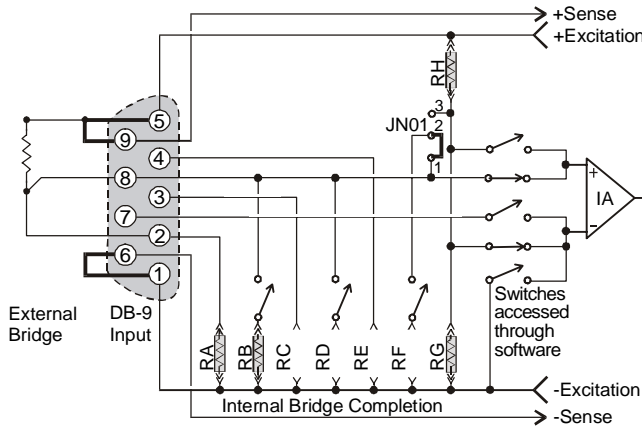 +Sense
+Excitation
RH
3
JN01
2
1
5
9
4
8
3
7
2
6
1
+
IA
-
External
Bridge
DB-9
Input
RA
RB
RC
RD
RE
RF
RG
Switches
accessed
through
software
Internal Bridge Completion
-Excitation
-Sense